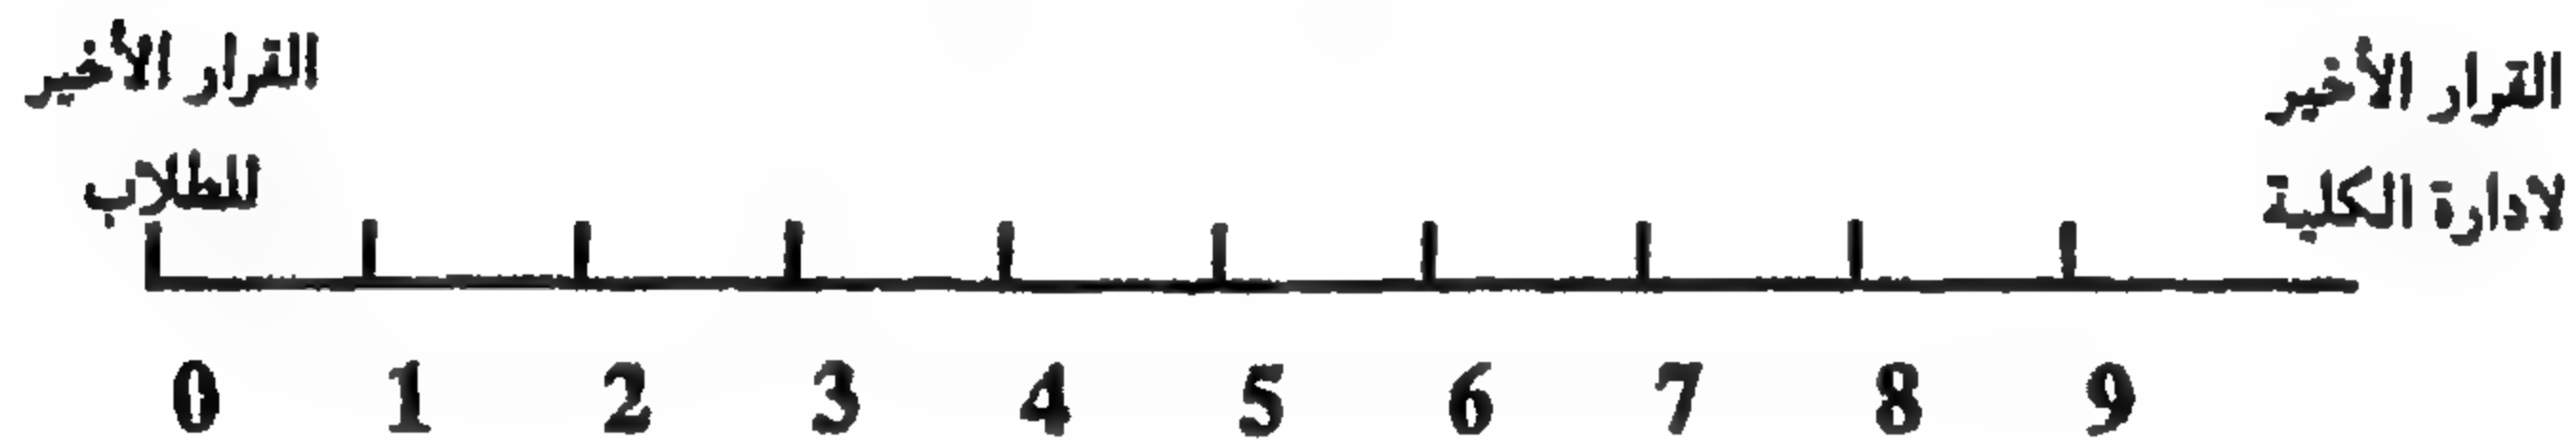 القرار الأخير
للطلاب
القرار الأخير
لادارة الكلية
0 1 2 3 4 5 6 7 8 9